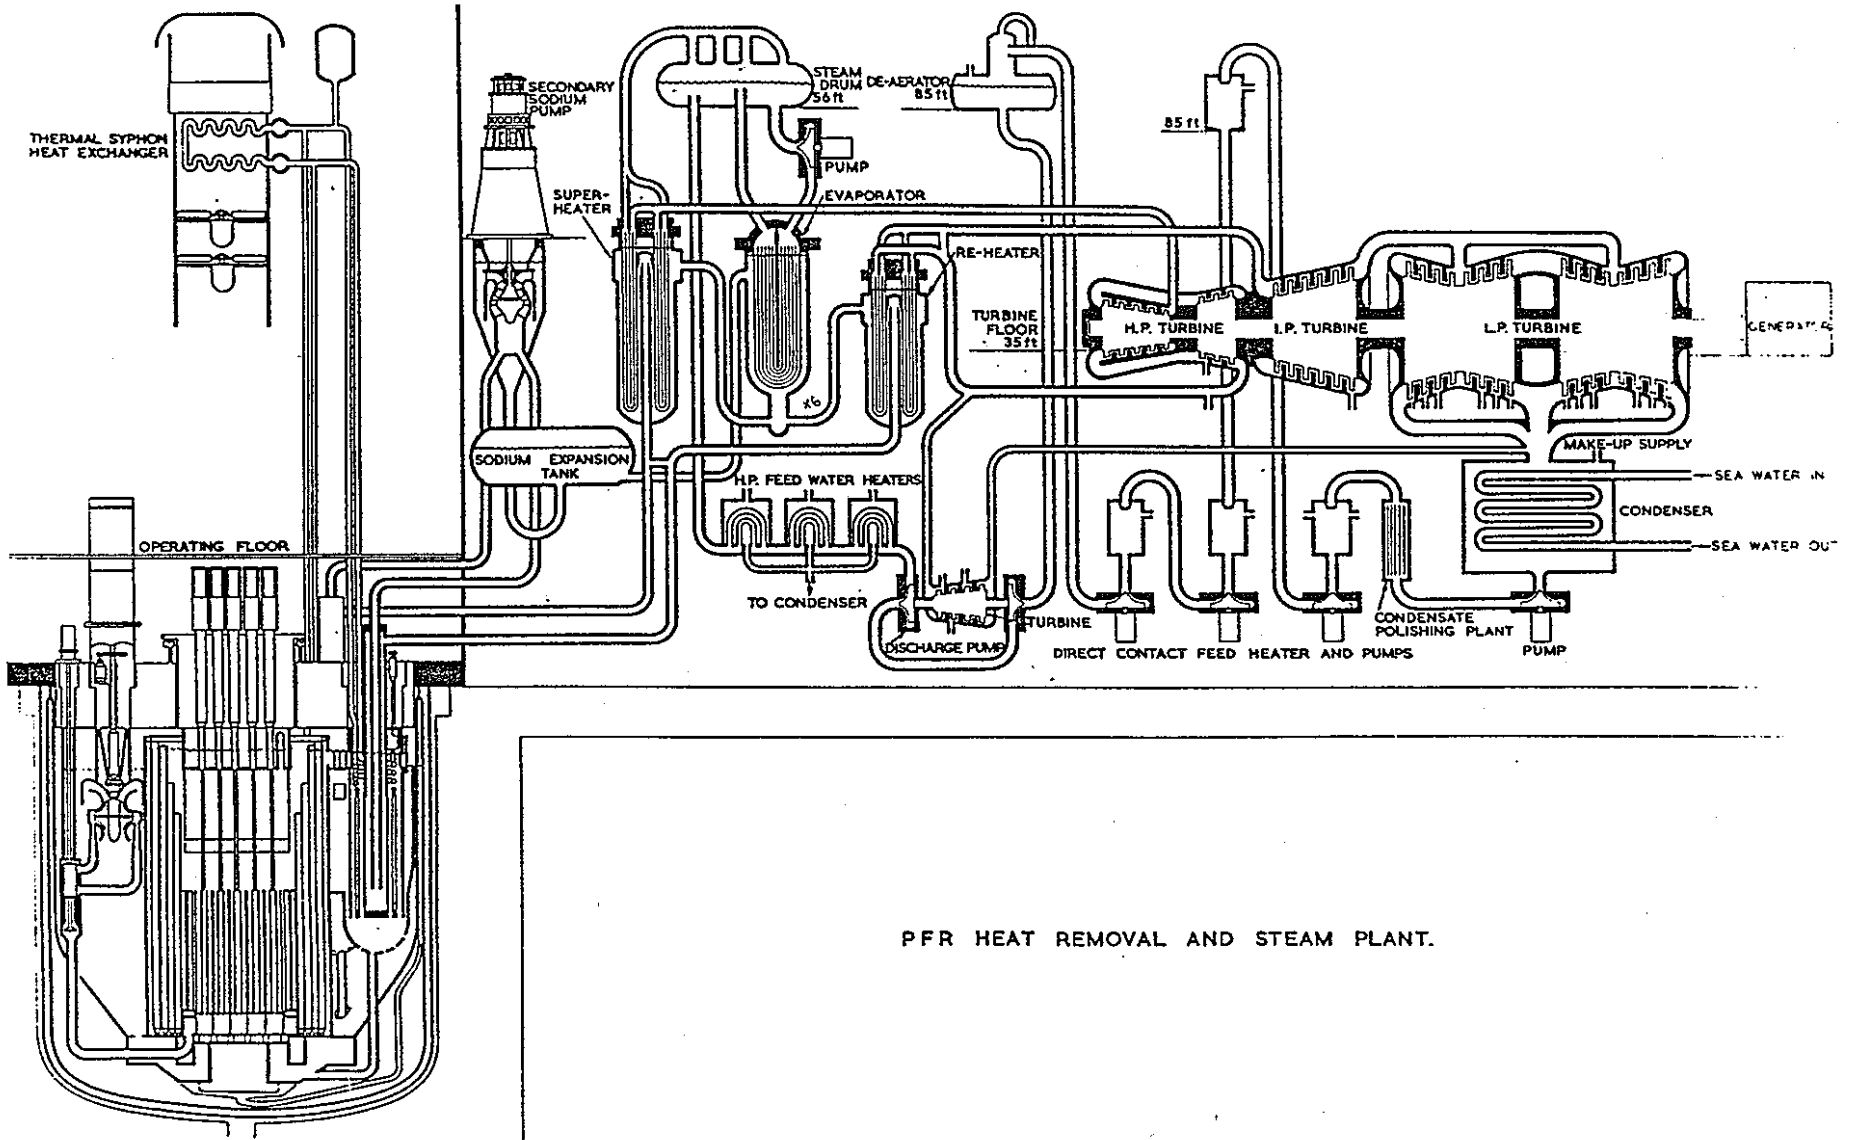 THERMAL SYPHON
HEAT EXCHANGER
SECONDARY
SODIUM
PUMP
STEAM
DRUM
56 ft
DE-AERATOR
85 ft
85 ft
PUMP
SUPER-
HEATER
EVAPORATOR
RE-HEATER
TURBINE
FLOOR
35 ft
H.P. TURBINE
I.P. TURBINE
L.P. TURBINE
GENERATOR
X6
SODIUM EXPANSION
TANK
H.P. FEED WATER HEATERS
MAKE-UP SUPPLY
SEA WATER IN
CONDENSER
SEA WATER OUT
OPERATING FLOOR
TO CONDENSER
TURBINE
DISCHARGE PUMP
CONDENSATE
POLISHING PLANT
DIRECT CONTACT FEED HEATER AND PUMPS
PUMP
PFR HEAT REMOVAL AND STEAM PLANT.